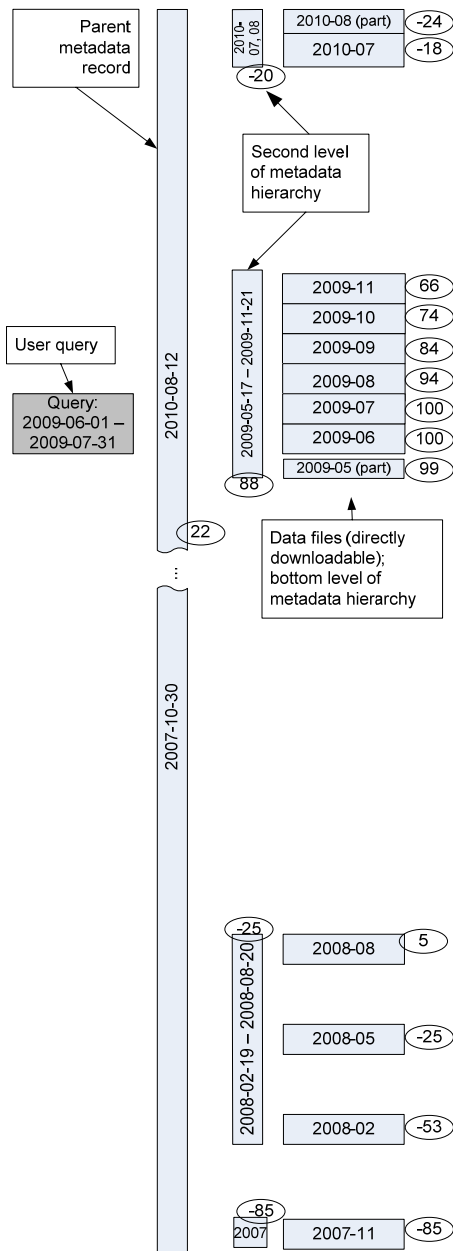 Parent
metadata
record
2010-
07, 08
2010-08 (part)
-24
2010-07
-18
-20
Second level
of metadata
hierarchy
2009-05-17 – 2009-11-21
2009-11
66
2009-10
74
2009-09
84
2009-08
94
2009-07
100
2009-06
100
2009-05 (part)
99
88
User query
Query:
2009-06-01 –
2009-07-31
2010-08-12
22
Data files (directly
downloadable);
bottom level of
metadata hierarchy
...
2007-10-30
-25
2008-02-19 – 2008-08-20
2008-08
5
2008-05
-25
2008-02
-53
-85
2007
2007-11
-85